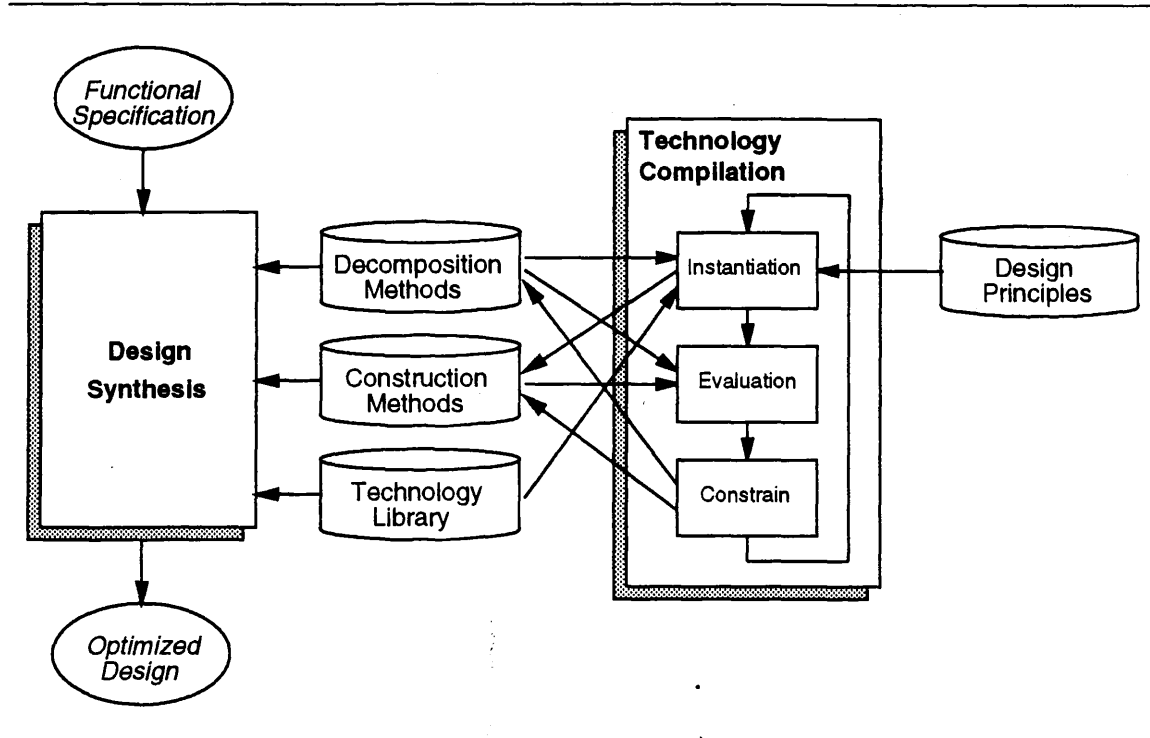 Functional
Specification
Technology
Compilation
Decomposition
Methods
Instantiation
Design
Principles
Design
Synthesis
Construction
Methods
Evaluation
Technology
Library
Constrain
Optimized
Design